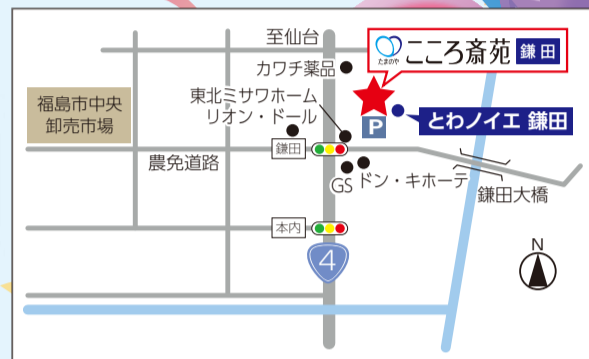 至仙台
たまのや
こころ斎苑 鎌田
カワチ薬品
福島市中央
卸売市場
東北ミサワホーム
リオン・ドール
P
とわノイエ 鎌田
鎌田
農免道路
GS
ドン・キホーテ
鎌田大橋
本内
4
N